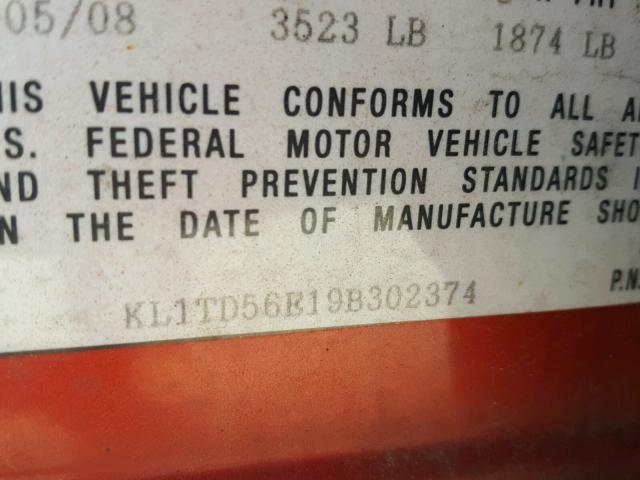 05/08 3523 LB 1874 LB
HIS VEHICLE CONFORMS TO ALL A
S. FEDERAL MOTOR VEHICLE SAFET
ND THEFT PREVENTION STANDARDS I
N THE DATE OF MANUFACTURE SHO
KL1TD56E19B302374 P.N.